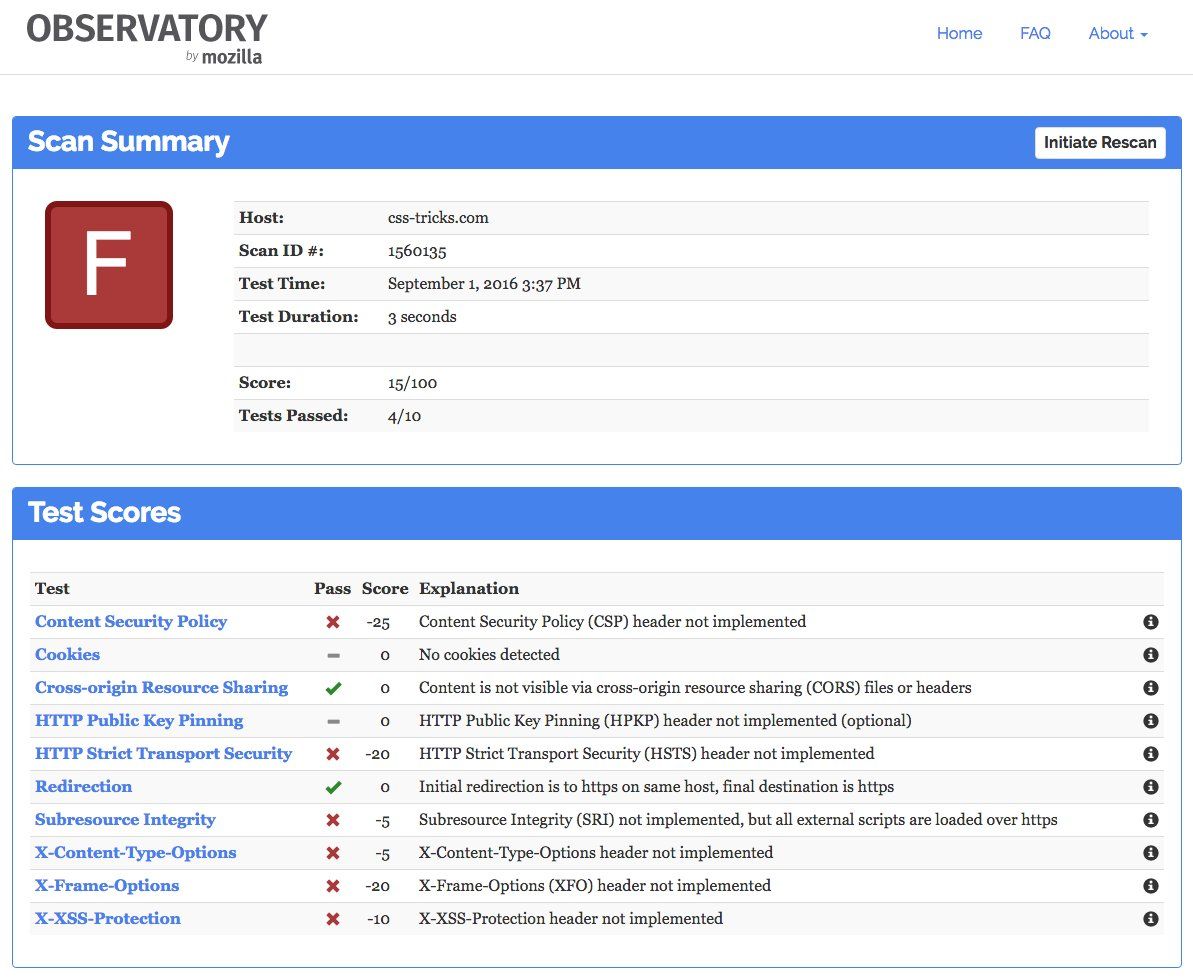 OBSERVATORY
by mozilla
Home FAQ About
Scan Summary
Initiate Rescan
F
Host: css-tricks.com
Scan ID #: 1560135
Test Time: September 1, 2016 3:37 PM
Test Duration: 3 seconds
Score: 15/100
Tests Passed: 4/10
Test Scores
Test Pass Score Explanation
Content Security Policy -25 Content Security Policy (CSP) header not implemented
Cookies 0 No cookies detected
Cross-origin Resource Sharing 0 Content is not visible via cross-origin resource sharing (CORS) files or headers
HTTP Public Key Pinning 0 HTTP Public Key Pinning (HPKP) header not implemented (optional)
HTTP Strict Transport Security -20 HTTP Strict Transport Security (HSTS) header not implemented
Redirection 0 Initial redirection is to https on same host, final destination is https
Subresource Integrity -5 Subresource Integrity (SRI) not implemented, but all external scripts are loaded over https
X-Content-Type-Options -5 X-Content-Type-Options header not implemented
X-Frame-Options -20 X-Frame-Options (XFO) header not implemented
X-XSS-Protection -10 X-XSS-Protection header not implemented